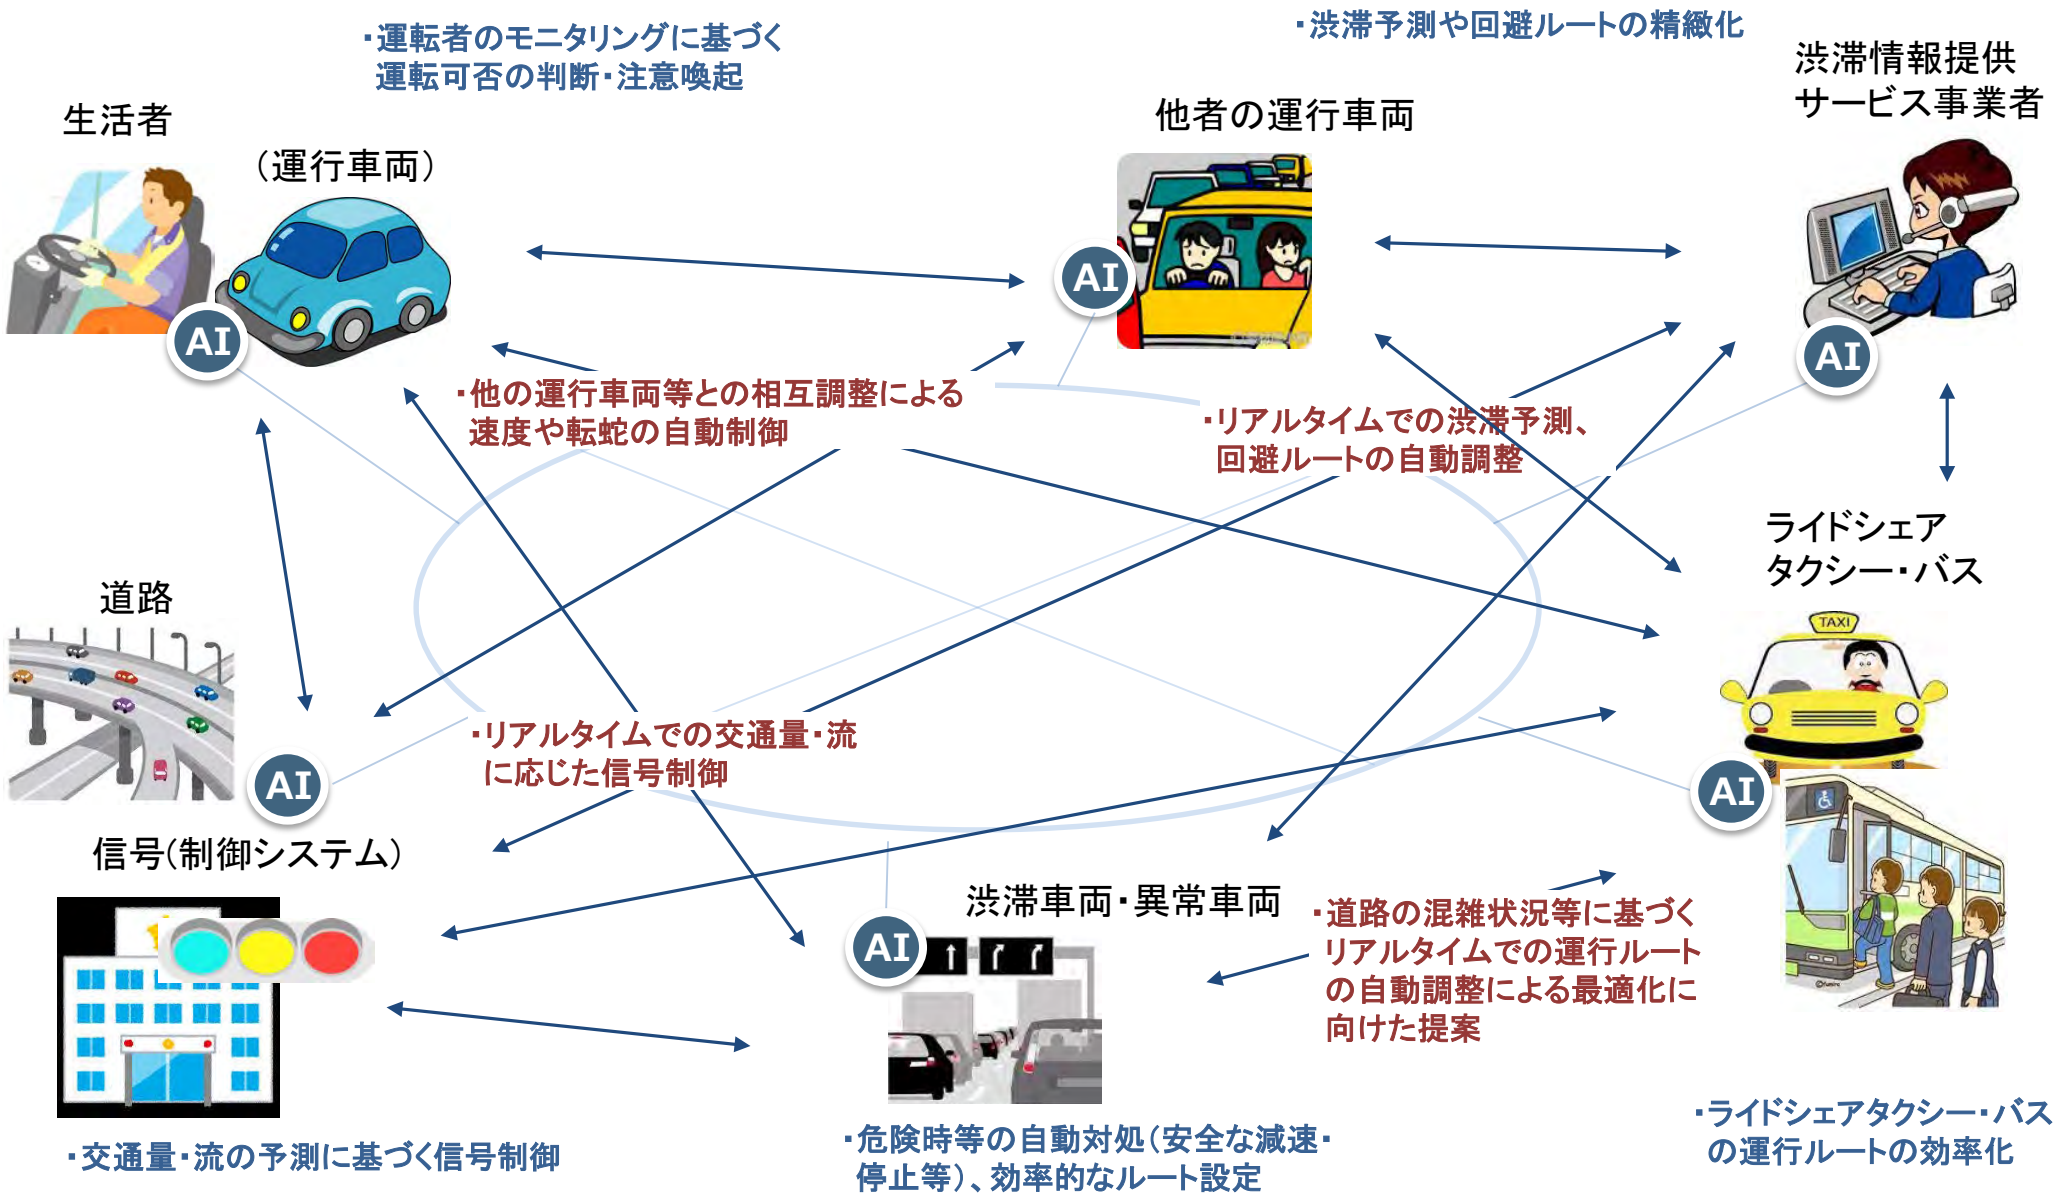 ・運転者のモニタリングに基づく
運転可否の判断・注意喚起
・渋滞予測や回避ルートの精緻化
渋滞情報提供
サービス事業者
生活者
(運行車両)
他者の運行車両
AI
AI
AI
・他の運行車両等との相互調整による
速度や転蛇の自動制御
・リアルタイムでの渋滞予測、
回避ルートの自動調整
ライドシェア
タクシー・バス
道路
TAXI
・リアルタイムでの交通量・流
に応じた信号制御
AI
AI
信号(制御システム)
渋滞車両・異常車両
AI
・道路の混雑状況等に基づく
リアルタイムでの運行ルート
の自動調整による最適化に
向けた提案
・交通量・流の予測に基づく信号制御
・危険時等の自動対処(安全な減速・
停止等)、効率的なルート設定
・ライドシェアタクシー・バス
の運行ルートの効率化